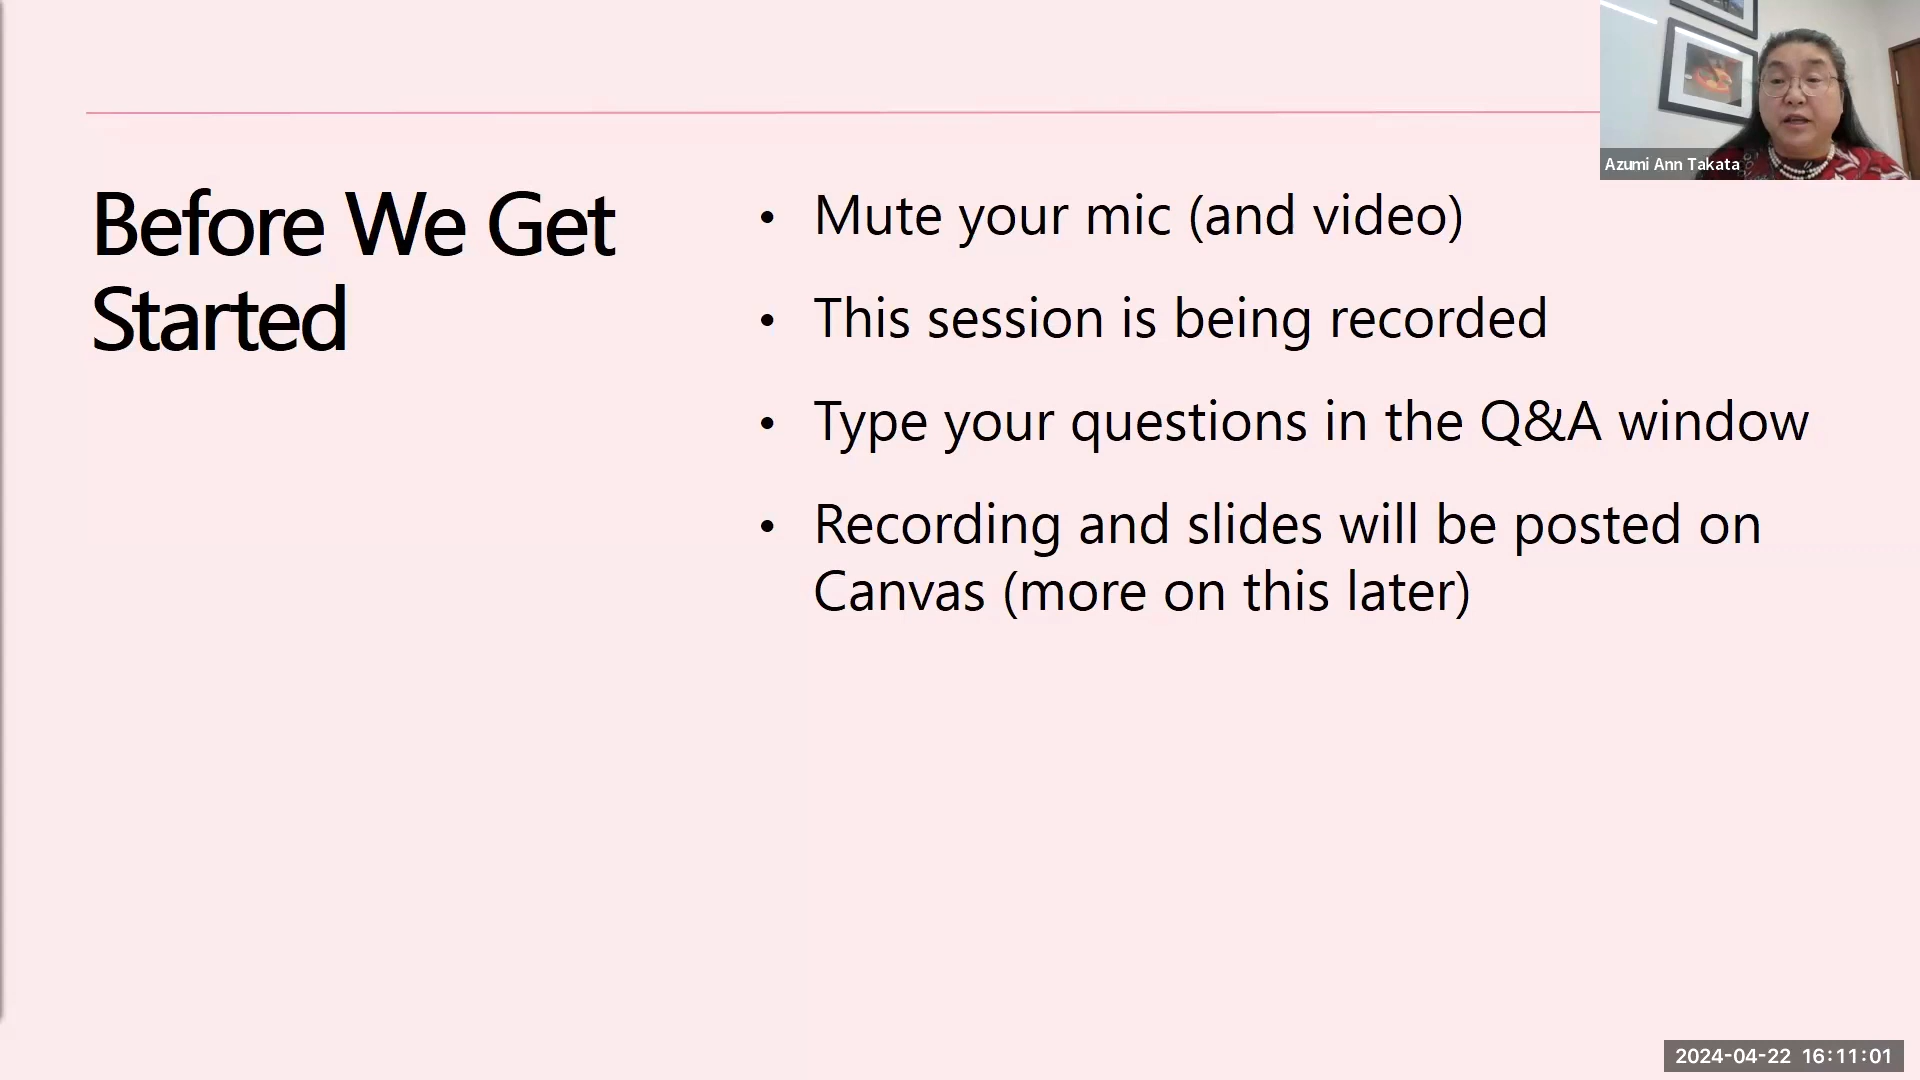 Azumi Ann Takata
Before We Get
Started
• Mute your mic (and video)
• This session is being recorded
• Type your questions in the Q&A window
• Recording and slides will be posted on
Canvas (more on this later)
2024-04-22 16:11:01